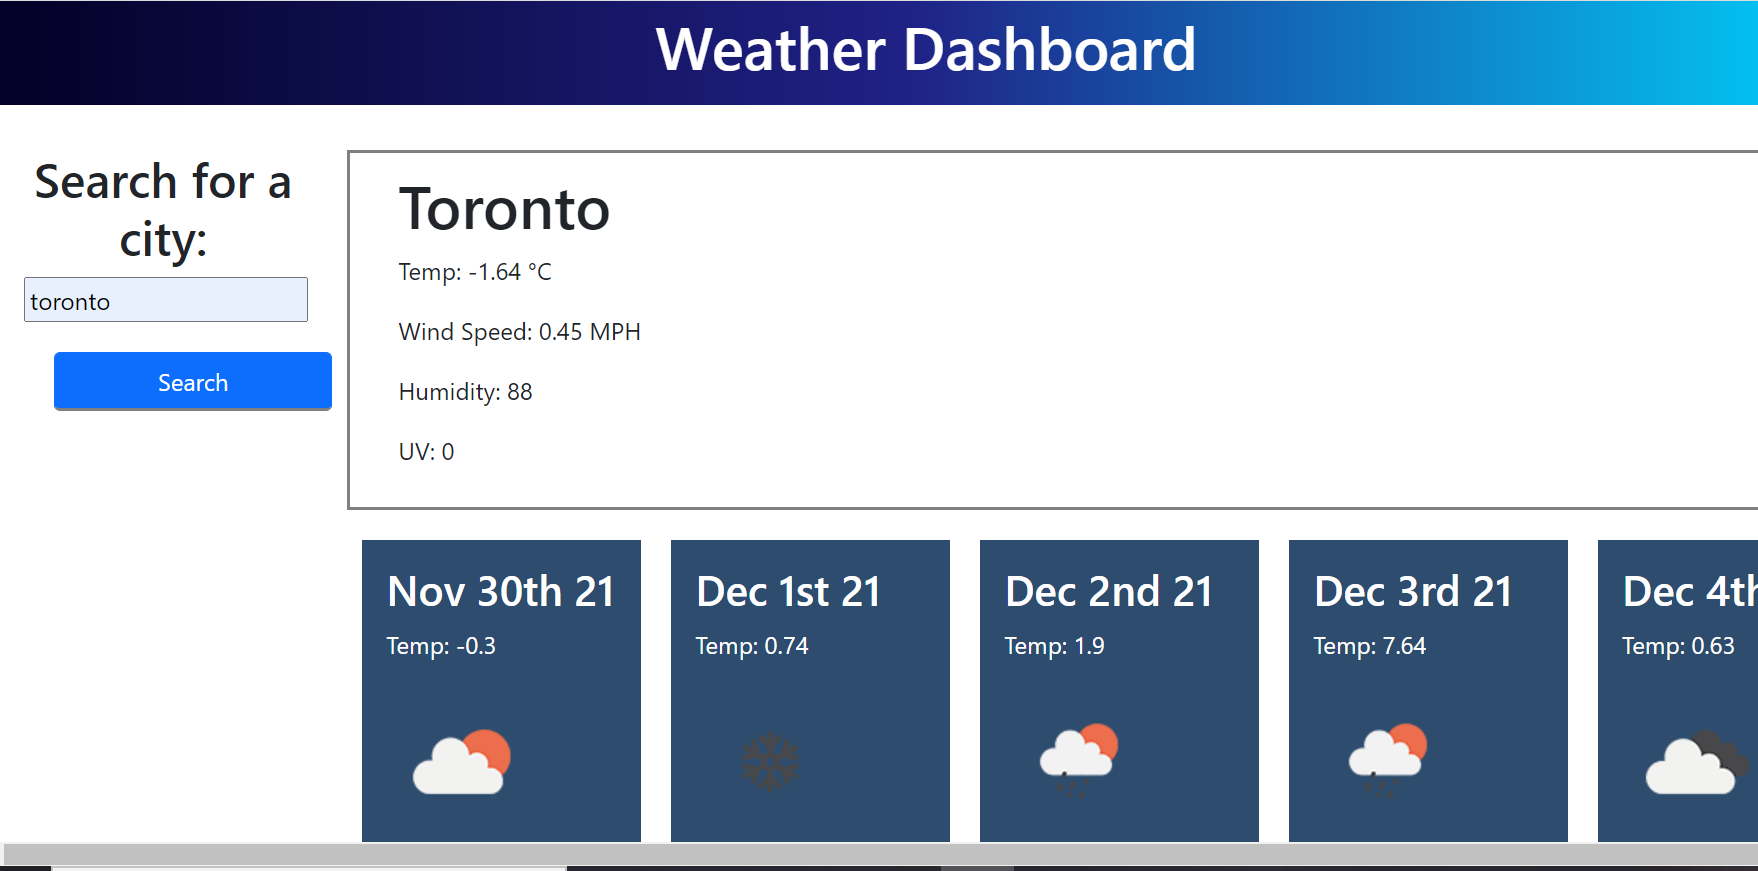 Weather Dashboard
Search for a
city:
toronto
Search
Toronto
Temp: -1.64 °C
Wind Speed: 0.45 MPH
Humidity: 88
UV: 0
Nov 30th 21
Temp: -0.3
Dec 1st 21
Temp: 0.74
Dec 2nd 21
Temp: 1.9
Dec 3rd 21
Temp: 7.64
Dec 4th
Temp: 0.63